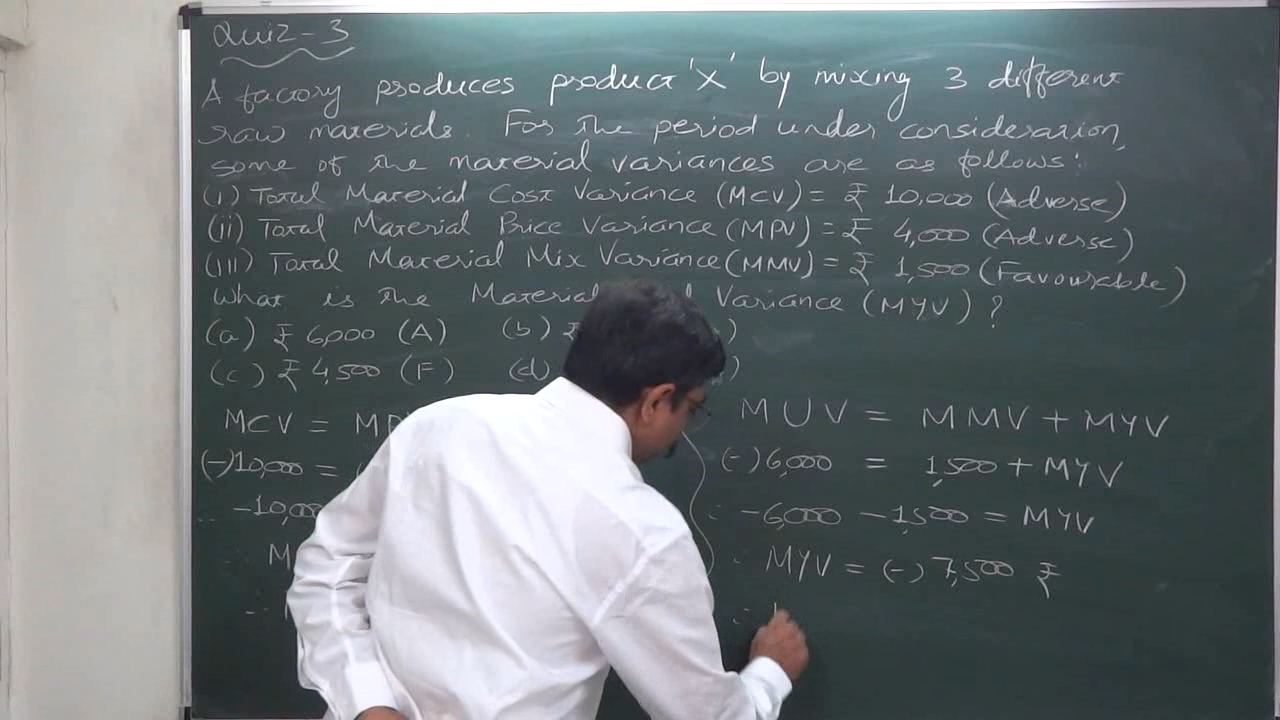 Quiz - 3
A factory produces product 'X' by mixing 3 different
raw materials. For the period under consideration,
some of the material variances are as follows:
(i) Total Material Cost Variance (MCV) = ₹ 10,000 (Adverse)
(ii) Total Material Price Variance (MPV) = ₹ 4,000 (Adverse)
(iii) Total Material Mix Variance (MMV) = ₹ 1,500 (Favourable)
What is the Material Variance (MYV) ?
(a) ₹ 6,000 (A) (b) ₹ )
(c) ₹ 4,500 (F) (d) )
MCV =
(-) 10,000 =
∴ -10,000
∴ M
∴
MUV = MMV + MYV
(-) 6,000 = 1,500 + MYV
∴ -6,000 - 1,500 = MYV
∴ MYV = (-) 7,500 ₹
∴